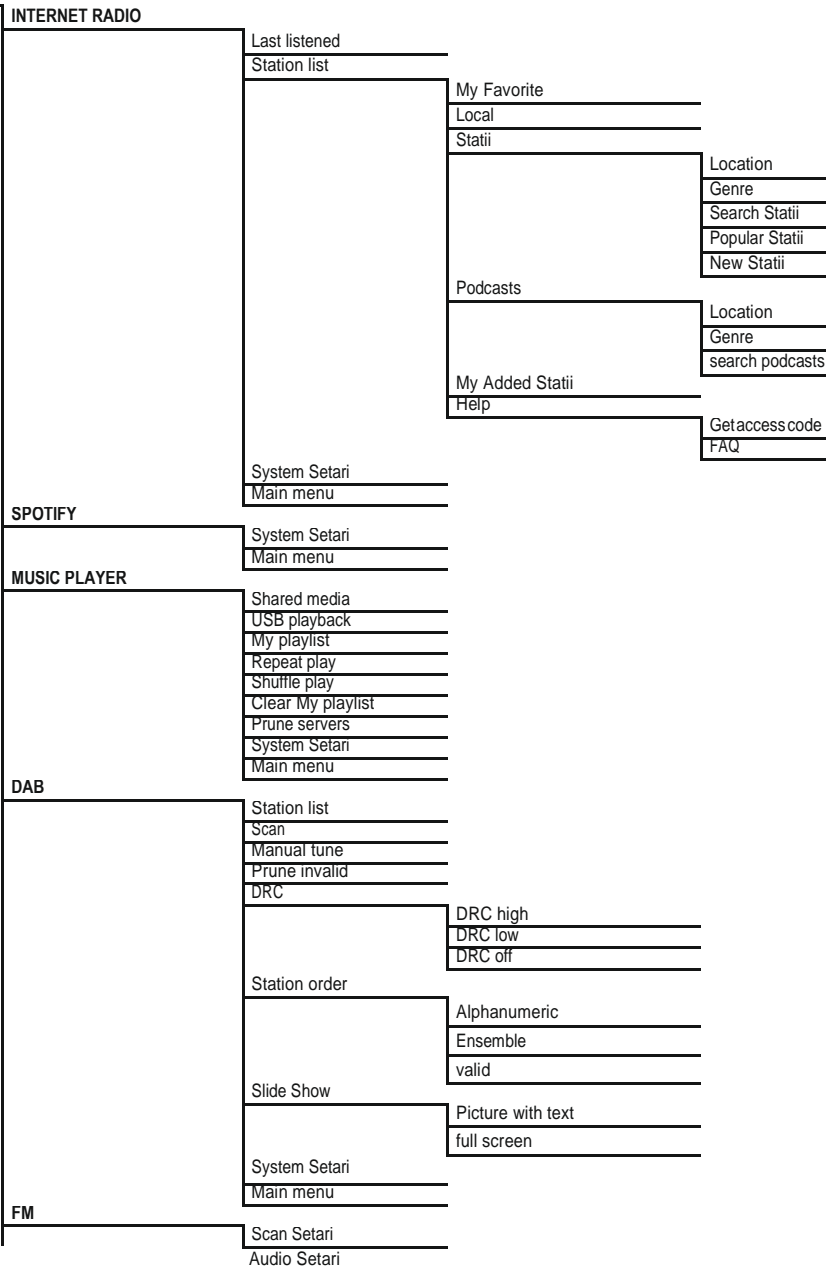 INTERNET RADIO
Last listened
Station list
My Favorite
Local
Statii
Location
Genre
Search Statii
Popular Statii
New Statii
Podcasts
Location
Genre
search podcasts
My Added Statii
Help
Get access code
FAQ
System Setari
Main menu
SPOTIFY
System Setari
Main menu
MUSIC PLAYER
Shared media
USB playback
My playlist
Repeat play
Shuffle play
Clear My playlist
Prune servers
System Setari
Main menu
DAB
Station list
Scan
Manual tune
Prune invalid
DRC
DRC high
DRC low
DRC off
Station order
Alphanumeric
Ensemble
valid
Slide Show
Picture with text
full screen
System Setari
Main menu
FM
Scan Setari
Audio Setari